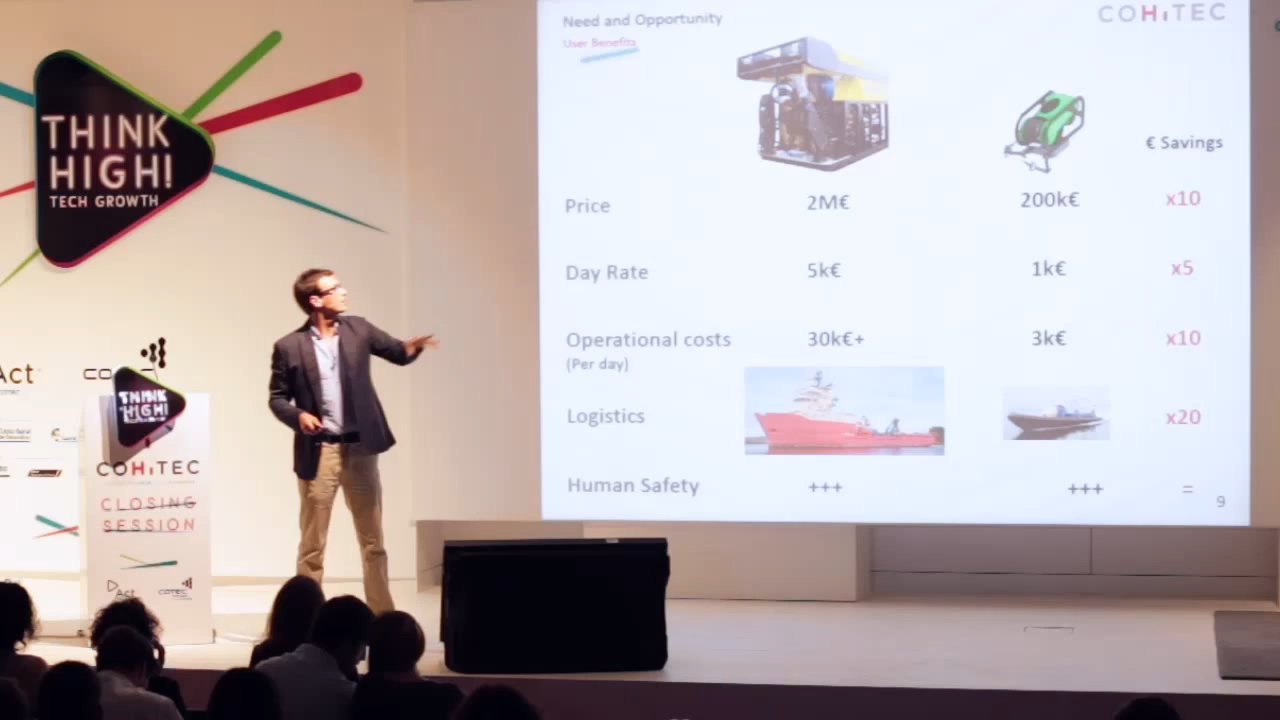 THINK
HIGH!
TECH GROWTH
Act
THINK
HIGH!
COHiTEC
CLOSING
SESSION
Act
COTEC
Need and Opportunity
COHiTEC
User Benefits
€ Savings
Price 2M€ 200k€ x10
Day Rate 5k€ 1k€ x5
Operational costs 30k€+ 3k€ x10
(Per day)
Logistics x20
Human Safety +++ +++ =
9